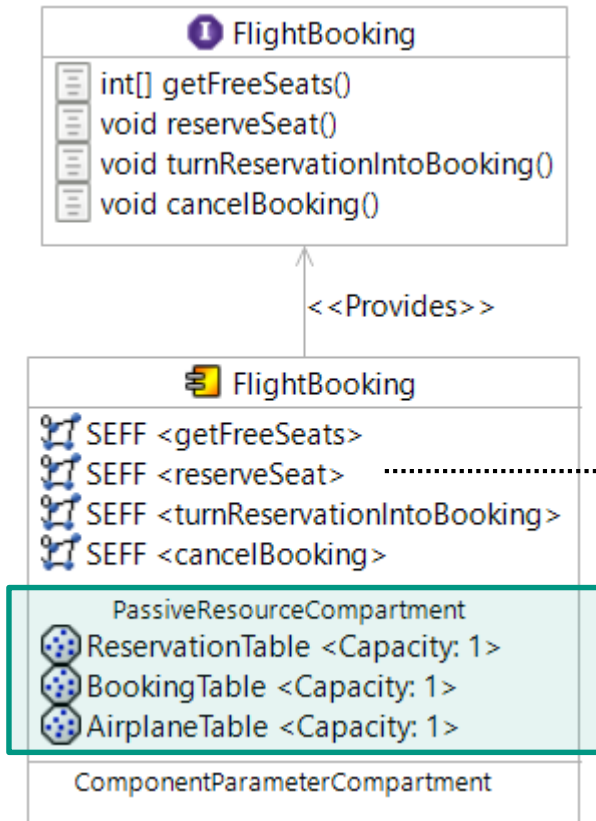 I FlightBooking
int[] getFreeSeats()
void reserveSeat()
void turnReservationIntoBooking()
void cancelBooking()
<<Provides>>
FlightBooking
SEFF <getFreeSeats>
SEFF <reserveSeat>
SEFF <turnReservationIntoBooking>
SEFF <cancelBooking>
PassiveResourceCompartment
ReservationTable <Capacity: 1>
BookingTable <Capacity: 1>
AirplaneTable <Capacity: 1>
ComponentParameterCompartment